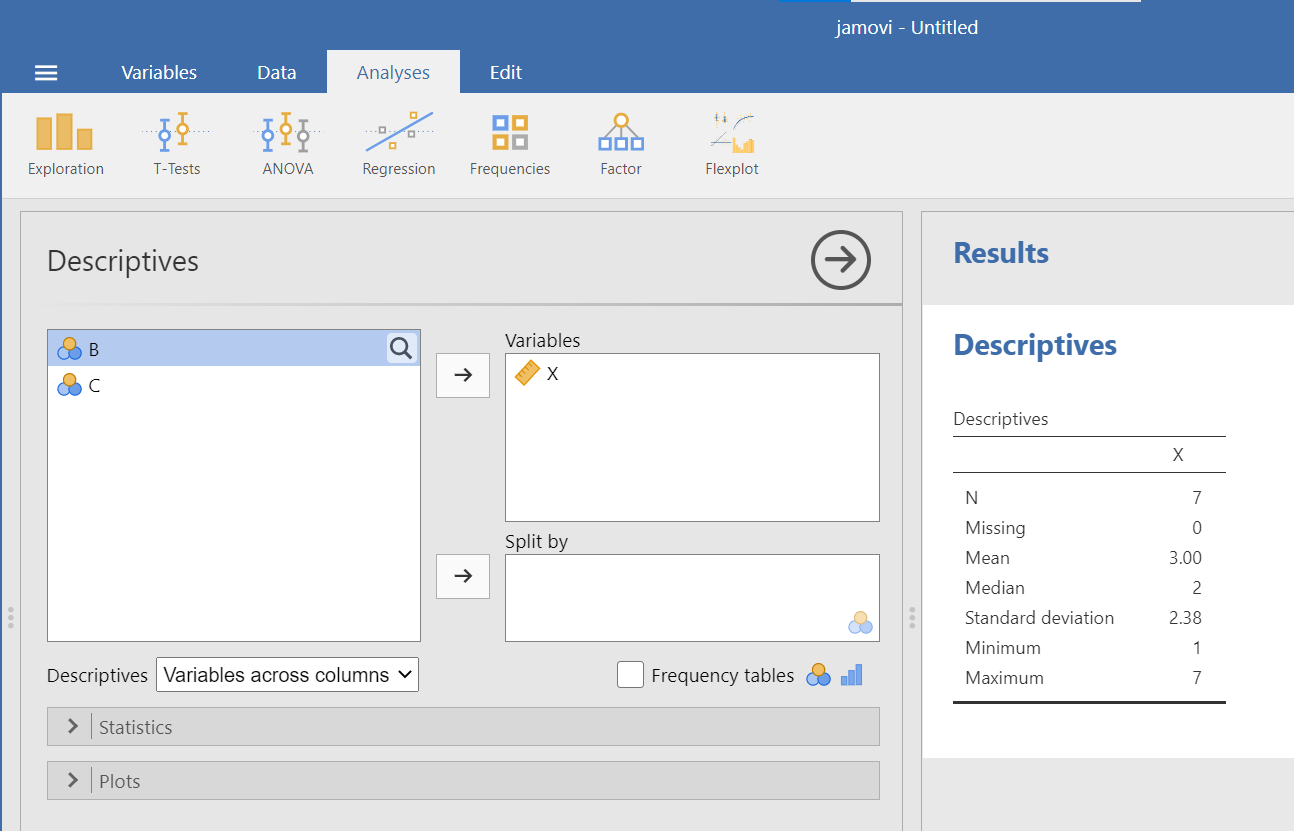 jamovi - Untitled
Variables Data Analyses Edit
Exploration T-Tests ANOVA Regression Frequencies Factor Flexplot
Descriptives
B
C
Variables
X
Split by
Descriptives Variables across columns
Frequency tables
Statistics
Plots
Results
Descriptives
Descriptives
X
N 7
Missing 0
Mean 3.00
Median 2
Standard deviation 2.38
Minimum 1
Maximum 7